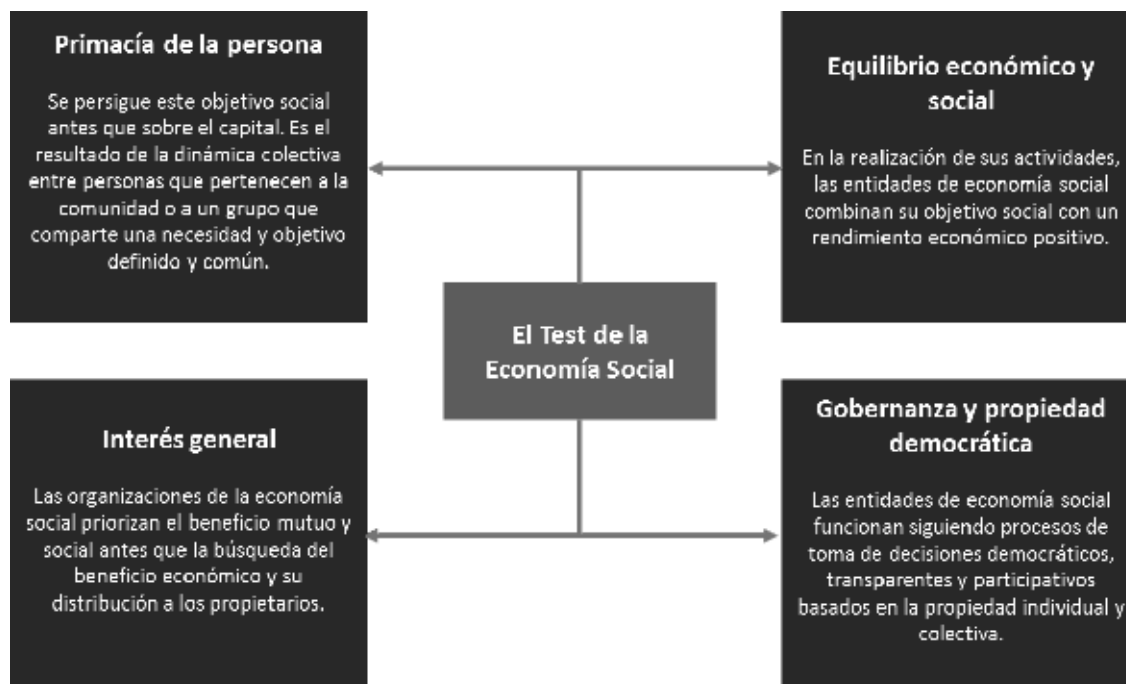 Primacía de la persona
Se persigue este objetivo social
antes que sobre el capital. Es el
resultado de la dinámica colectiva
entre personas que pertenecen a la
comunidad o a un grupo que
comparte una necesidad y objetivo
definido y común.
Equilibrio económico y
social
En la realización de sus actividades,
las entidades de economía social
combinan su objetivo social con un
rendimiento económico positivo.
El Test de la
Economía Social
Interés general
Las organizaciones de la economía
social priorizan el beneficio mutuo y
social antes que la búsqueda del
beneficio económico y su
distribución a los propietarios.
Gobernanza y propiedad
democrática
Las entidades de economía social
funcionan siguiendo procesos de
toma de decisiones democráticos,
transparentes y participativos
basados en la propiedad individual y
colectiva.